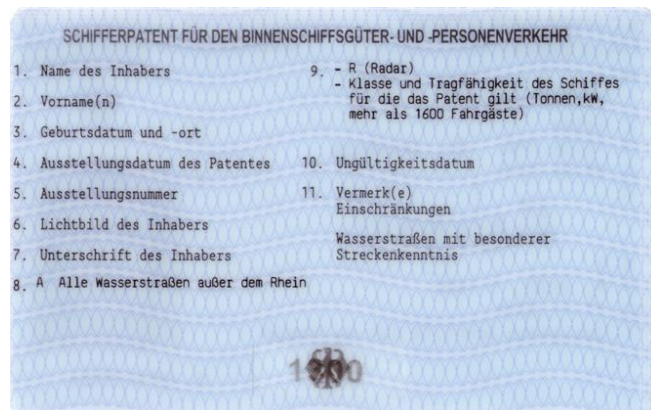 SCHIFFERPATENT FÜR DEN BINNENSCHIFFSGÜTER- UND -PERSONENVERKEHR
1. Name des Inhabers
2. Vorname(n)
3. Geburtsdatum und -ort
4. Ausstellungsdatum des Patentes
5. Ausstellungsnummer
6. Lichtbild des Inhabers
7. Unterschrift des Inhabers
8. A Alle Wasserstraßen außer dem Rhein
9. - R (Radar)
- Klasse und Tragfähigkeit des Schiffes
für die das Patent gilt (Tonnen,kW,
mehr als 1600 Fahrgäste)
10. Ungültigkeitsdatum
11. Vermerk(e)
Einschränkungen
Wasserstraßen mit besonderer
Streckenkenntnis